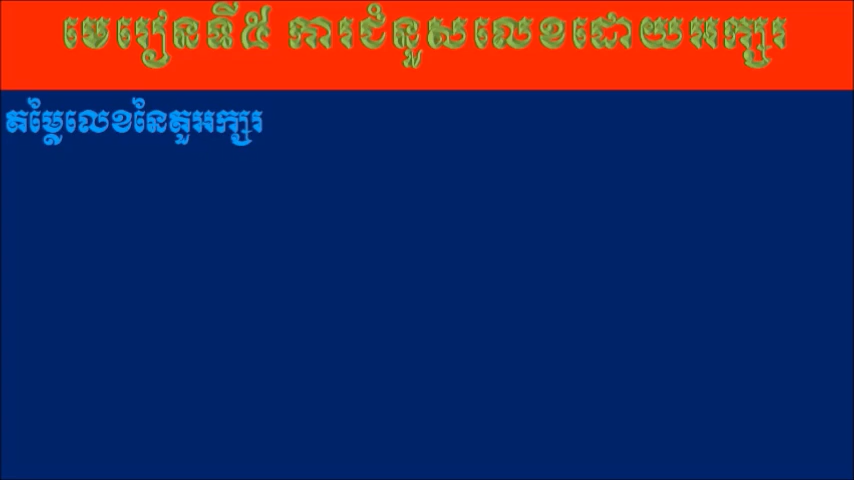 មេរៀនទី៥ ការជំនួសលេខដោយអក្សរ
តម្លៃលេខនៃតួអក្សរ